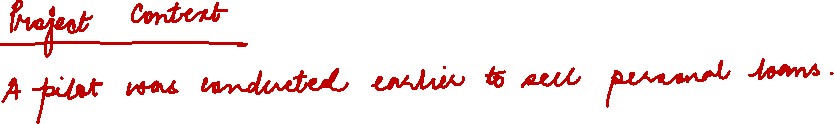 Project Context
A pilot was conducted earlier to sell personal loans.